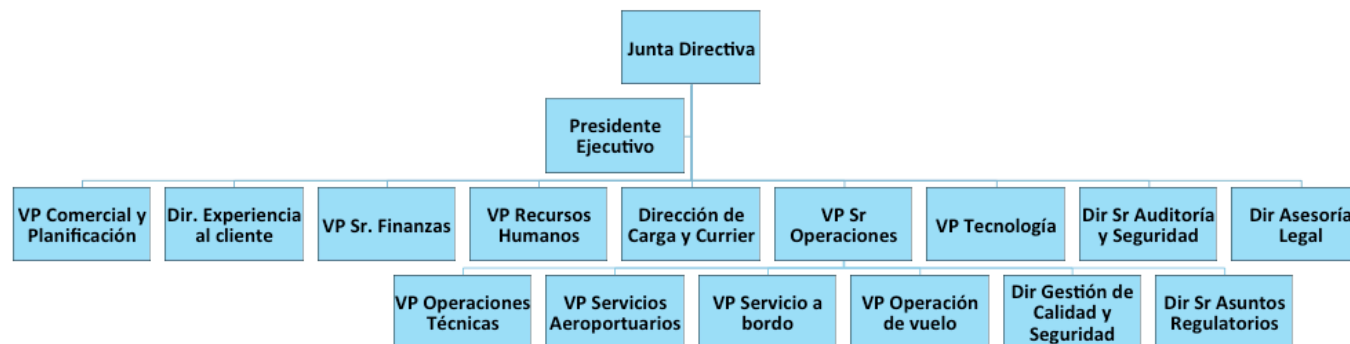 Junta Directiva
Presidente
Ejecutivo
VP Comercial y
Planificación
Dir. Experiencia
al cliente
VP Sr. Finanzas
VP Recursos
Humanos
Dirección de
Carga y Currier
VP Sr
Operaciones
VP Tecnología
Dir Sr Auditoría
y Seguridad
Dir Asesoría
Legal
VP Operaciones
Técnicas
VP Servicios
Aeroportuarios
VP Servicio a
bordo
VP Operación
de vuelo
Dir Gestión de
Calidad y
Seguridad
Dir Sr Asuntos
Regulatorios